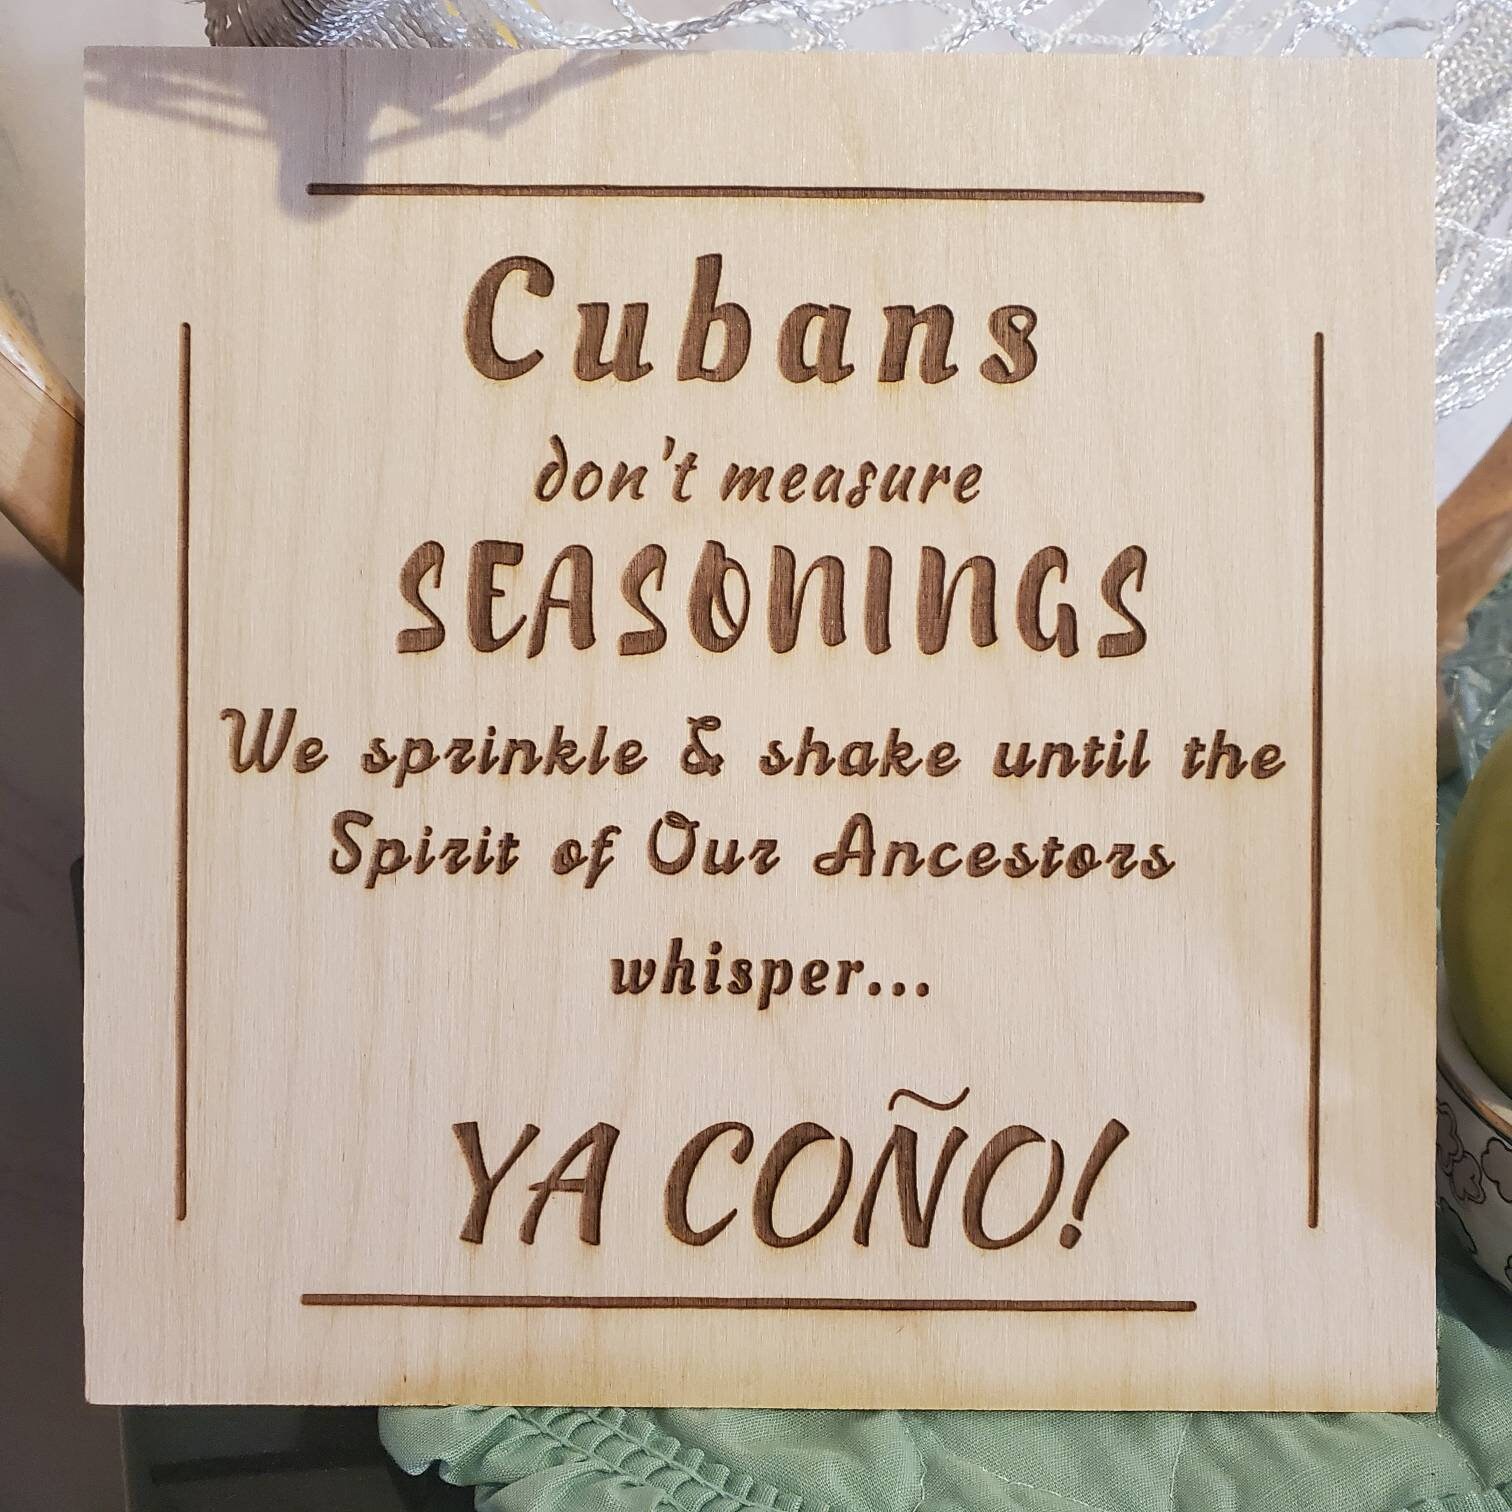 Cubans
don't measure
SEASONINGS
We sprinkle & shake until the
Spirit of Our Ancestors
whisper...
YA COÑO!